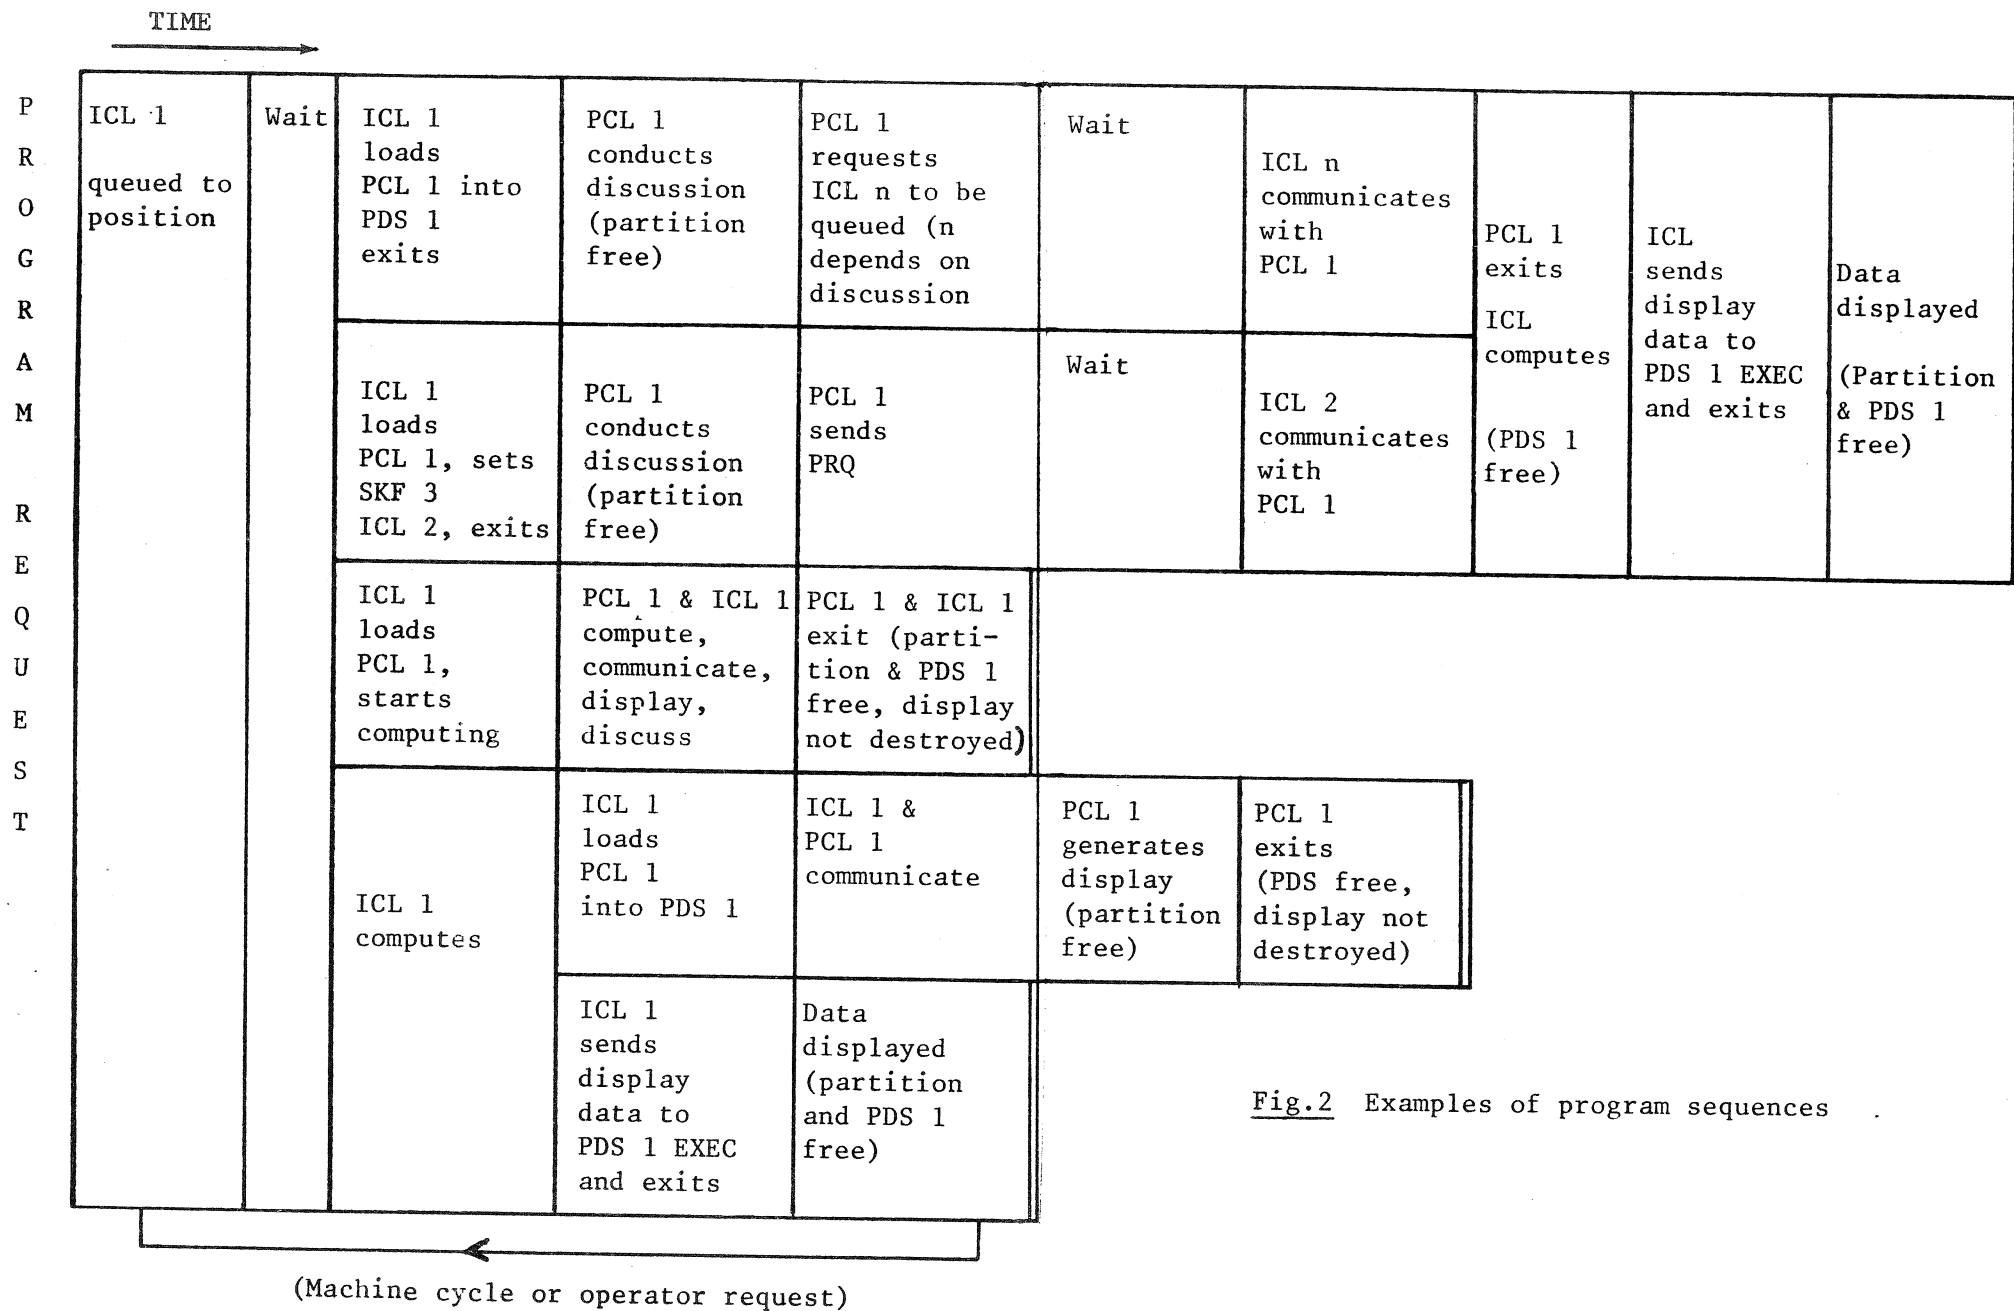 TIME
PROGRAM REQUEST
ICL 1
queued to
position
Wait
ICL 1
loads
PCL 1 into
PDS 1
exits
PCL 1
conducts
discussion
(partition
free)
PCL 1
requests
ICL n to be
queued (n
depends on
discussion
Wait
ICL n
communicates
with
PCL 1
ICL 1
loads
PCL 1, sets
SKF 3
ICL 2, exits
PCL 1
conducts
discussion
(partition
free)
PCL 1
sends
PRQ
Wait
ICL 2
communicates
with
PCL 1
PCL 1
exits
ICL
computes
(PDS 1
free)
ICL
sends
display
data to
PDS 1 EXEC
and exits
Data
displayed
(Partition
& PDS 1
free)
ICL 1
loads
PCL 1,
starts
computing
PCL 1 & ICL 1
compute,
communicate,
display,
discuss
PCL 1 & ICL 1
exit (parti-
tion & PDS 1
free, display
not destroyed)
ICL 1
computes
ICL 1
loads
PCL 1
into PDS 1
ICL 1 &
PCL 1
communicate
PCL 1
generates
display
(partition
free)
PCL 1
exits
(PDS free,
display not
destroyed)
ICL 1
sends
display
data to
PDS 1 EXEC
and exits
Data
displayed
(partition
and PDS 1
free)
Fig.2 Examples of program sequences
(Machine cycle or operator request)